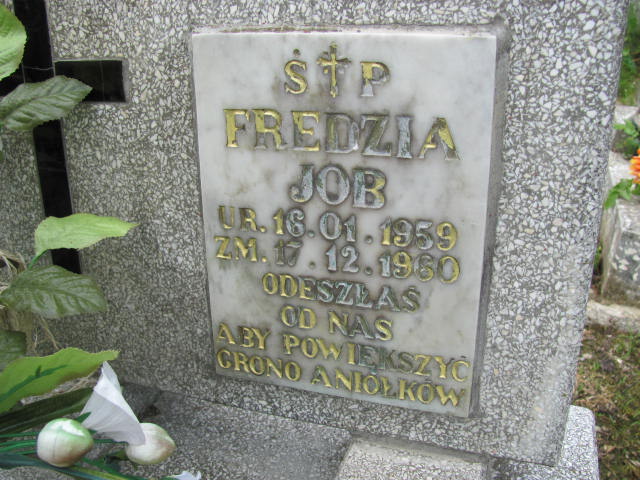 Ś † P
FREDZIA
JOB
UR. 16.01.1959
ZM. 17.12.1960
ODESZŁAŚ
OD NAS
ABY POWIĘKSZYĆ
GRONO ANIOŁKÓW